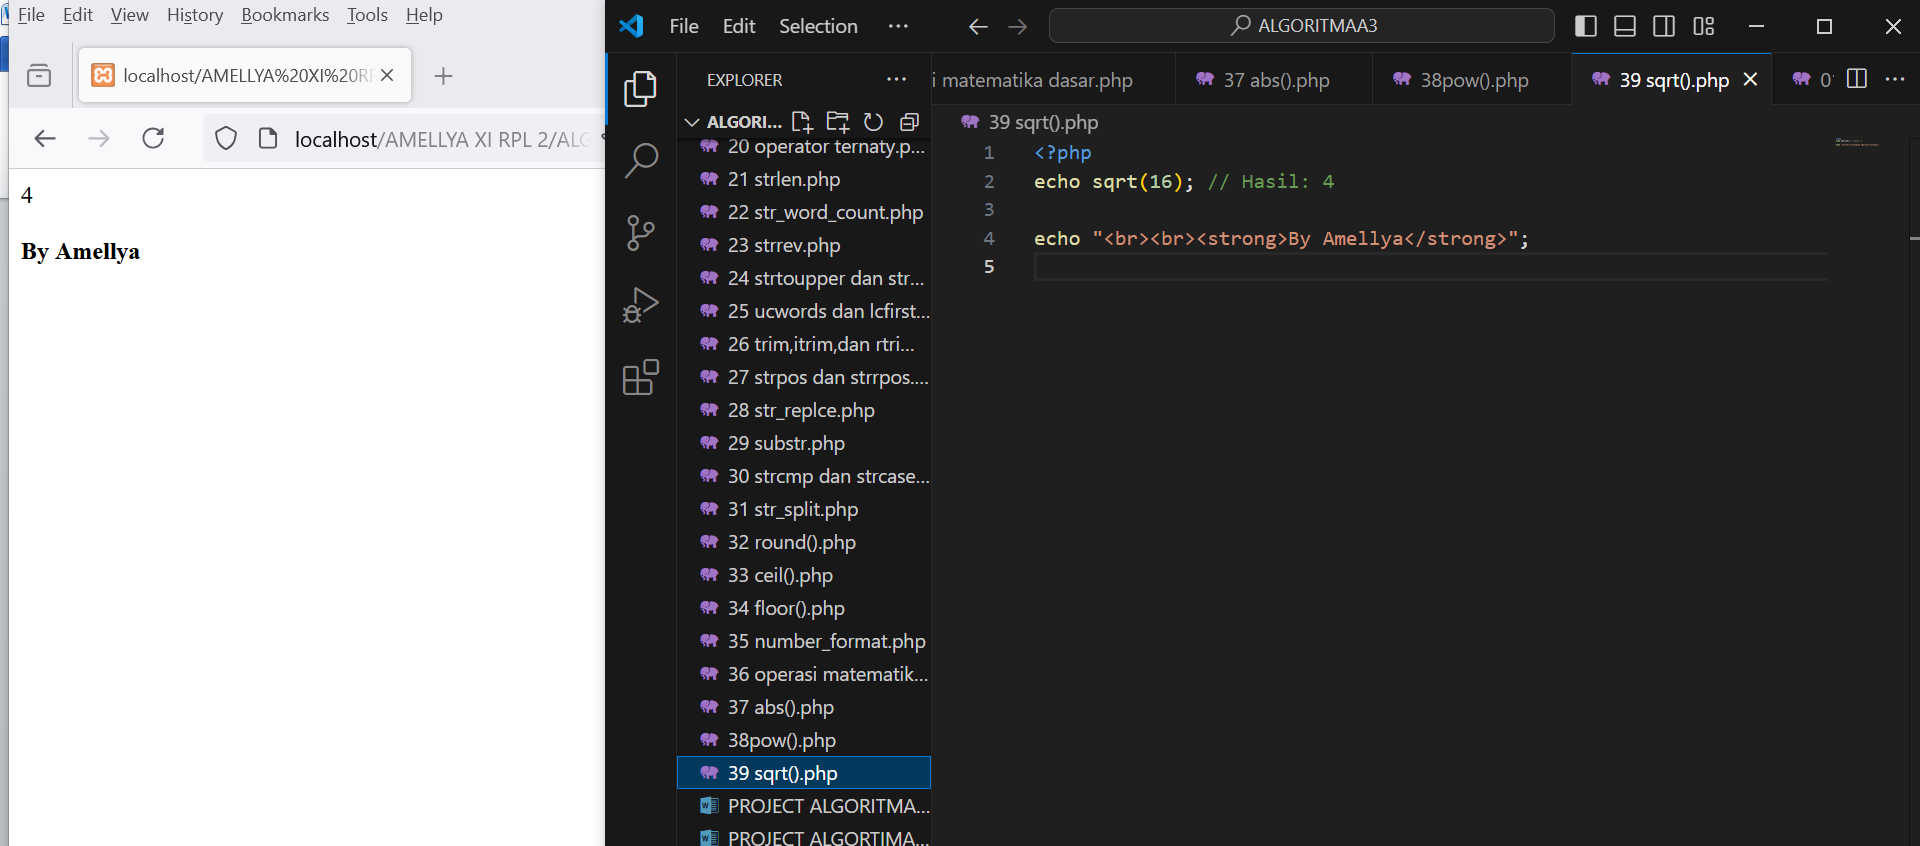 File Edit View History Bookmarks Tools Help
localhost/AMELLYA%20XI%20RP
localhost/AMELLYA XI RPL 2/ALG
4
By Amellya
File Edit Selection ···
ALGORITMAA3
EXPLORER
ALGORI...
20 operator ternaty.p...
21 strlen.php
22 str_word_count.php
23 strrev.php
24 strtoupper dan str...
25 ucwords dan lcfirst...
26 trim,itrim,dan rtri...
27 strpos dan strrpos....
28 str_replce.php
29 substr.php
30 strcmp dan strcase...
31 str_split.php
32 round().php
33 ceil().php
34 floor().php
35 number_format.php
36 operasi matematik...
37 abs().php
38pow().php
39 sqrt().php
PROJECT ALGORITMA...
PROJECT ALGORTIMA...
i matematika dasar.php
37 abs().php
38pow().php
39 sqrt().php
39 sqrt().php
1 <?php
2 echo sqrt(16); // Hasil: 4
3
4 echo "<br><br><strong>By Amellya</strong>";
5